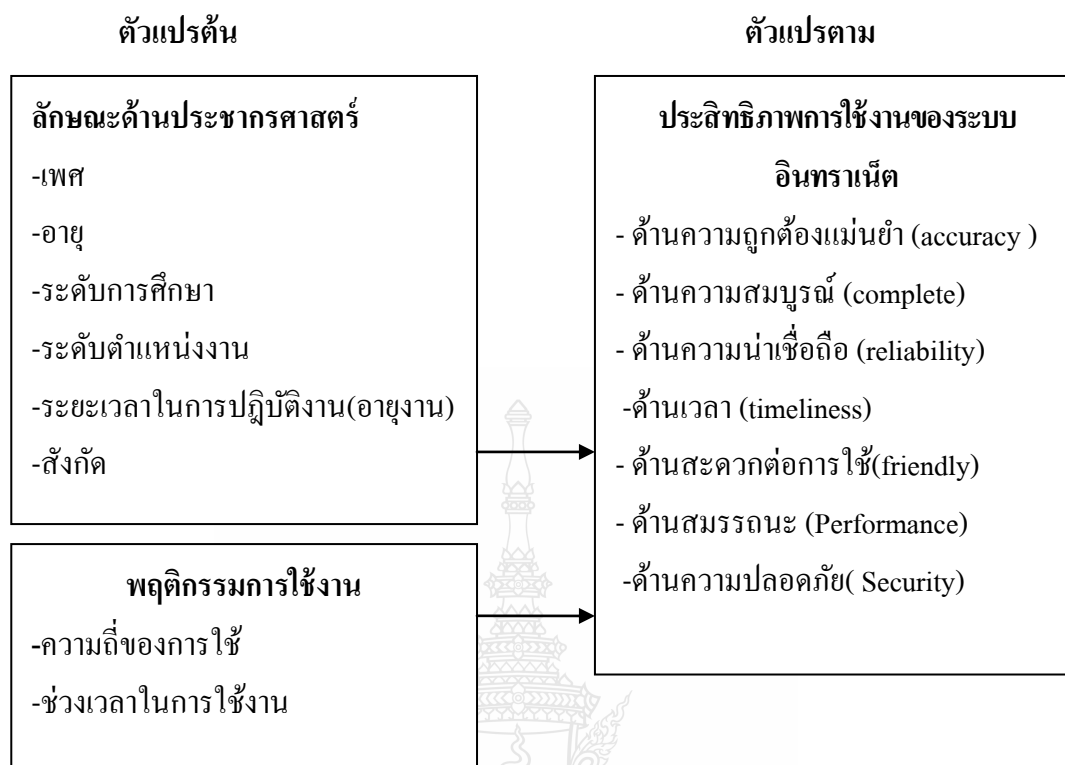 ตัวแปรต้น
ตัวแปรตาม
ลักษณะด้านประชากรศาสตร์
-เพศ
-อายุ
-ระดับการศึกษา
-ระดับตำแหน่งงาน
-ระยะเวลาในการปฎิบัติงาน(อายุงาน)
-สังกัด
พฤติกรรมการใช้งาน
-ความถี่ของการใช้
-ช่วงเวลาในการใช้งาน
ประสิทธิภาพการใช้งานของระบบ
อินทราเน็ต
- ด้านความถูกต้องแม่นยำ (accuracy )
- ด้านความสมบูรณ์ (complete)
- ด้านความน่าเชื่อถือ (reliability)
-ด้านเวลา (timeliness)
- ด้านสะดวกต่อการใช้(friendly)
- ด้านสมรรถนะ (Performance)
-ด้านความปลอดภัย( Security)